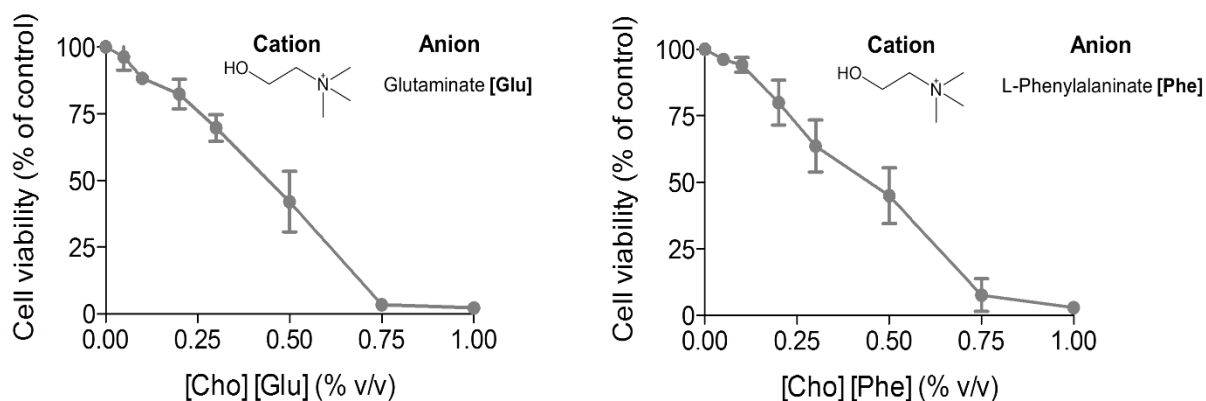 Cell viability (% of control)
100
75
50
25
0
0.00 0.25 0.50 0.75 1.00
[Cho][Glu] (% v/v)
Cation Anion
HO
N+
Glutaminate [Glu]
Cell viability (% of control)
100
75
50
25
0
0.00 0.25 0.50 0.75 1.00
[Cho][Phe] (% v/v)
Cation Anion
HO
N+
L-Phenylalaninate [Phe]